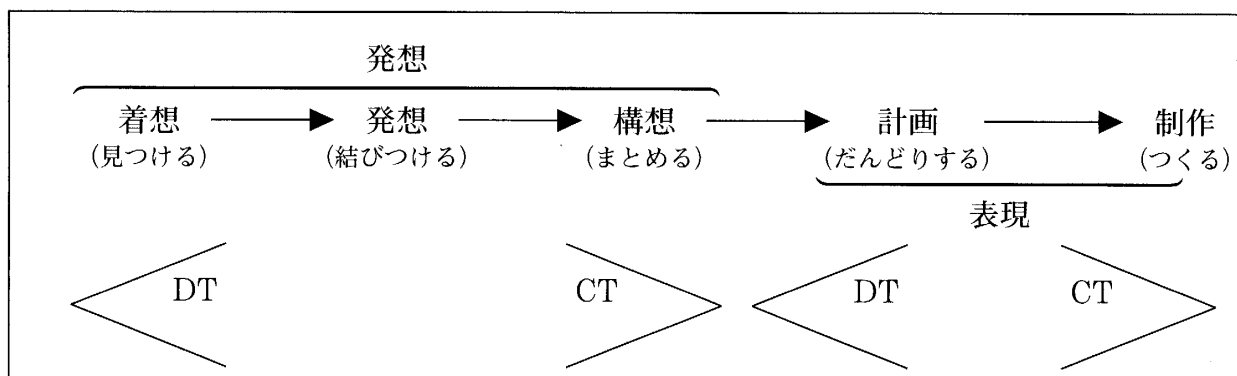 発想
着想 発想 構想 計画 制作
(見つける) (結びつける) (まとめる) (だんどりする) (つくる)
表現
DT CT DT CT